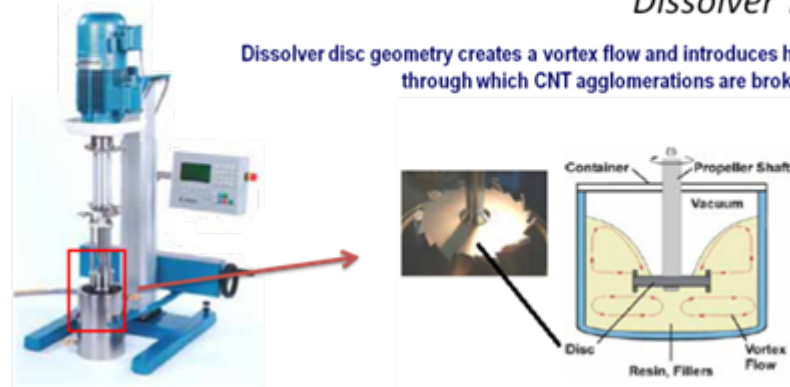 Dissolver
Dissolver disc geometry creates a vortex flow and introduces
through which CNT agglomerations are
Container
Propeller Shaft
Vacuum
Disc
Resin, Fillers
Vortex
Flow